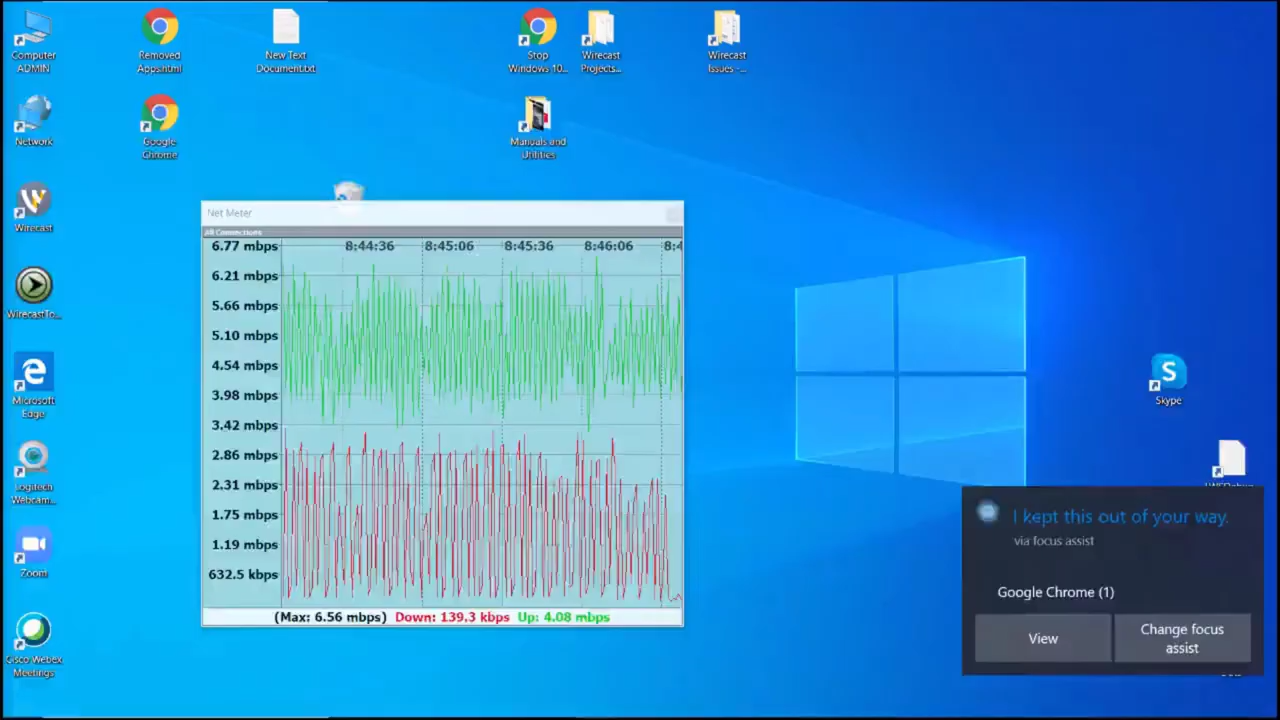 Computer
ADMIN
Removed
Apps.html
New Text
Document.txt
Stop
Windows 10...
Wirecast
Projects...
Wirecast
Issues -...
Network
Google
Chrome
Manuals and
Utilities
Wirecast
WirecastTo...
Microsoft
Edge
Logitech
Webcam...
Zoom
Cisco Webex
Meetings
Net Meter
All Connections
8:44:36 8:45:06 8:45:36 8:46:06 8:4
6.77 mbps
6.21 mbps
5.66 mbps
5.10 mbps
4.54 mbps
3.98 mbps
3.42 mbps
2.86 mbps
2.31 mbps
1.75 mbps
1.19 mbps
632.5 kbps
(Max: 6.56 mbps) Down: 139.3 kbps Up: 4.08 mbps
S
Skype
I kept this out of your way.
via focus assist
Google Chrome (1)
View
Change focus
assist